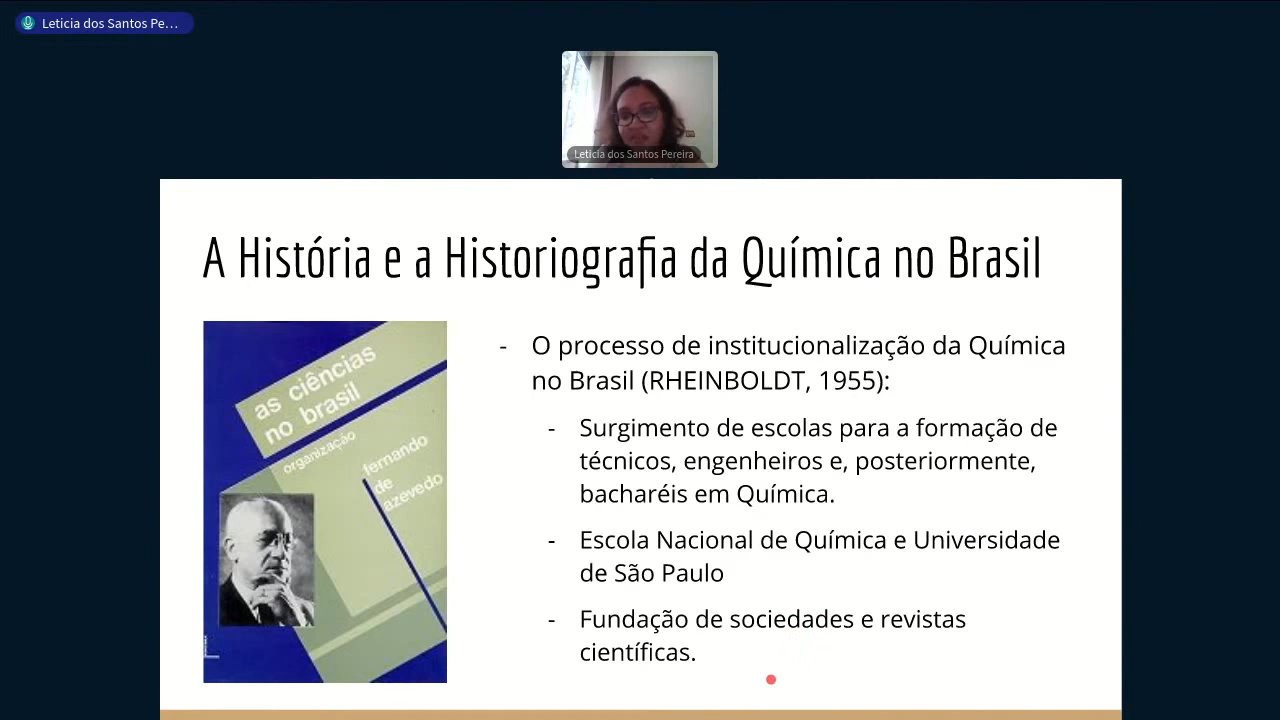 Letícia dos Santos Pe...
Letícia dos Santos Pereira
A História e a Historiografia da Química no Brasil
as ciências
no brasil
organização
fernando
de
azevedo
- O processo de institucionalização da Química
no Brasil (RHEINBOLDT, 1955):
- Surgimento de escolas para a formação de
técnicos, engenheiros e, posteriormente,
bacharéis em Química.
- Escola Nacional de Química e Universidade
de São Paulo
- Fundação de sociedades e revistas
científicas.